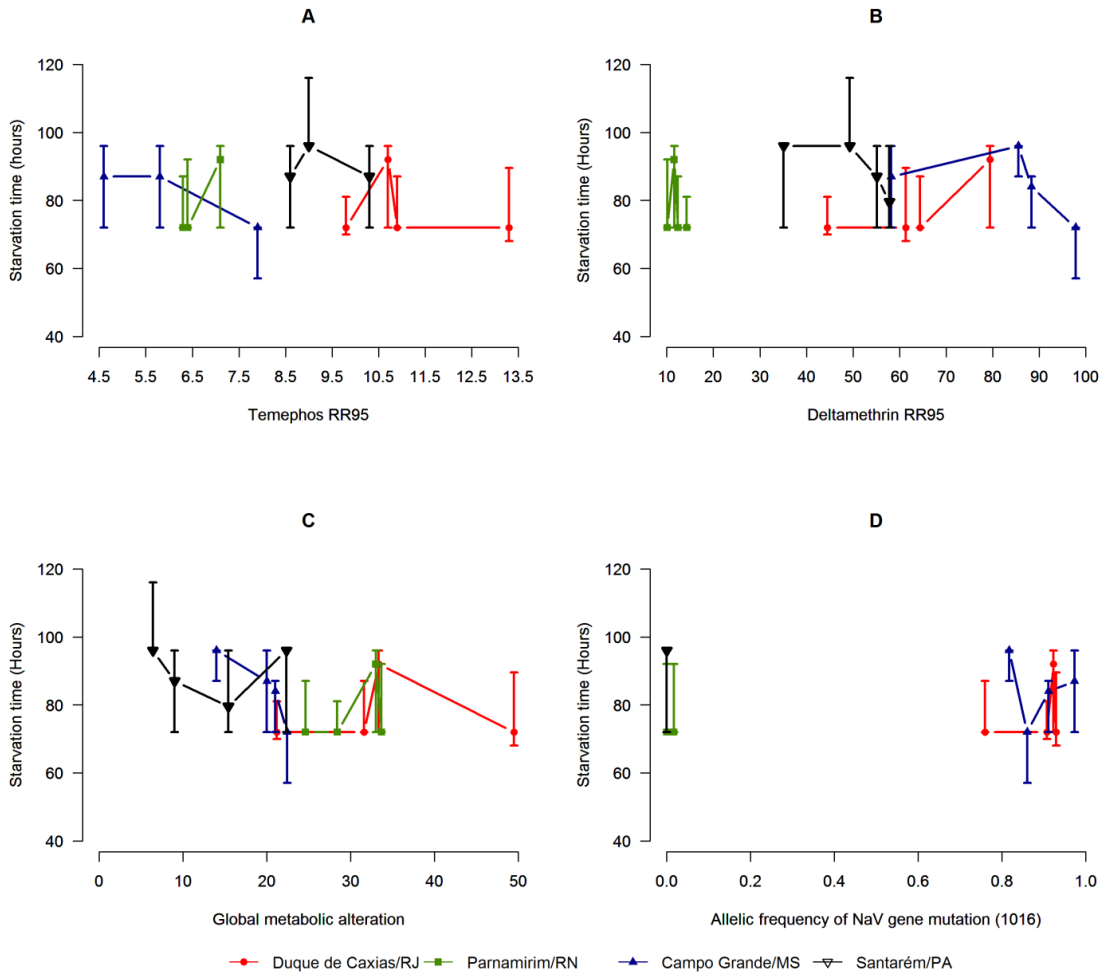 A
B
120
100
80
60
40
Starvation time (hours)
4.5 5.5 6.5 7.5 8.5 9.5 10.5 11.5 12.5 13.5
Temephos RR95
120
100
80
60
40
Starvation time (Hours)
10 20 30 40 50 60 70 80 90 100
Deltamethrin RR95
C
D
120
100
80
60
40
Starvation time (Hours)
0 10 20 30 40 50
Global metabolic alteration
120
100
80
60
40
Starvation time (Hours)
0.0 0.2 0.4 0.6 0.8 1.0
Allelic frequency of NaV gene mutation (1016)
Duque de Caxias/RJ Parnamirim/RN Campo Grande/MS Santarém/PA